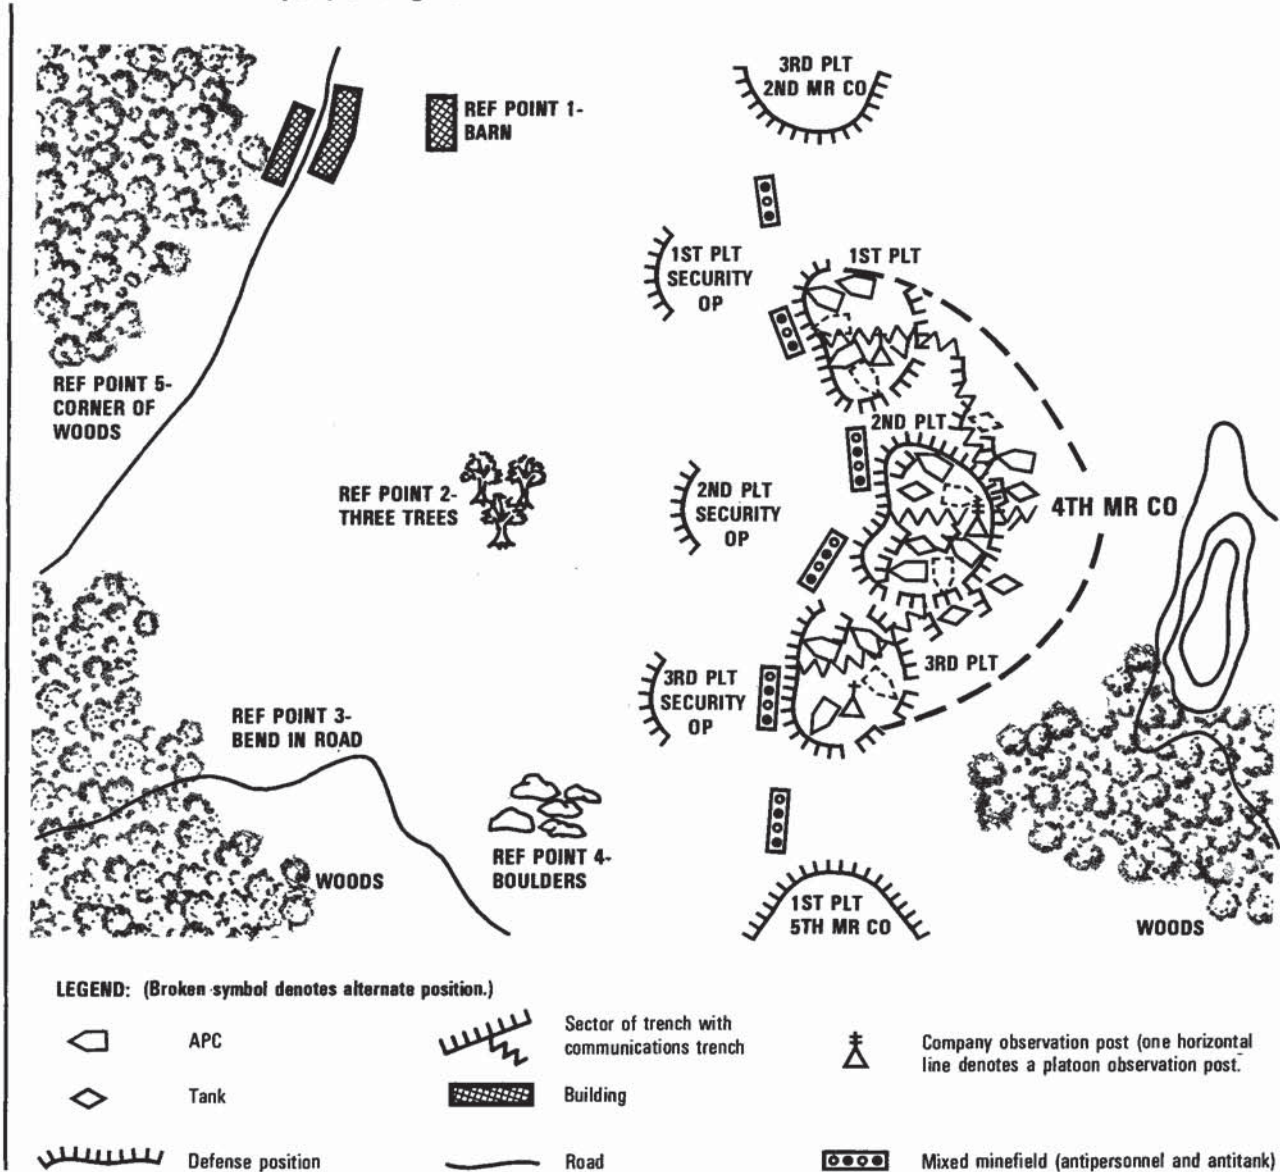 3RD PLT
2ND MR CO
REF POINT 1-
BARN
1ST PLT
SECURITY
OP
1ST PLT
REF POINT 5-
CORNER OF
WOODS
2ND PLT
REF POINT 2-
THREE TREES
2ND PLT
SECURITY
OP
4TH MR CO
3RD PLT
SECURITY
OP
3RD PLT
REF POINT 3-
BEND IN ROAD
REF POINT 4-
BOULDERS
WOODS
1ST PLT
5TH MR CO
WOODS
LEGEND: (Broken symbol denotes alternate position.)
APC
Sector of trench with
communications trench
Company observation post (one horizontal
line denotes a platoon observation post.
Tank
Building
Defense position
Road
Mixed minefield (antipersonnel and antitank)